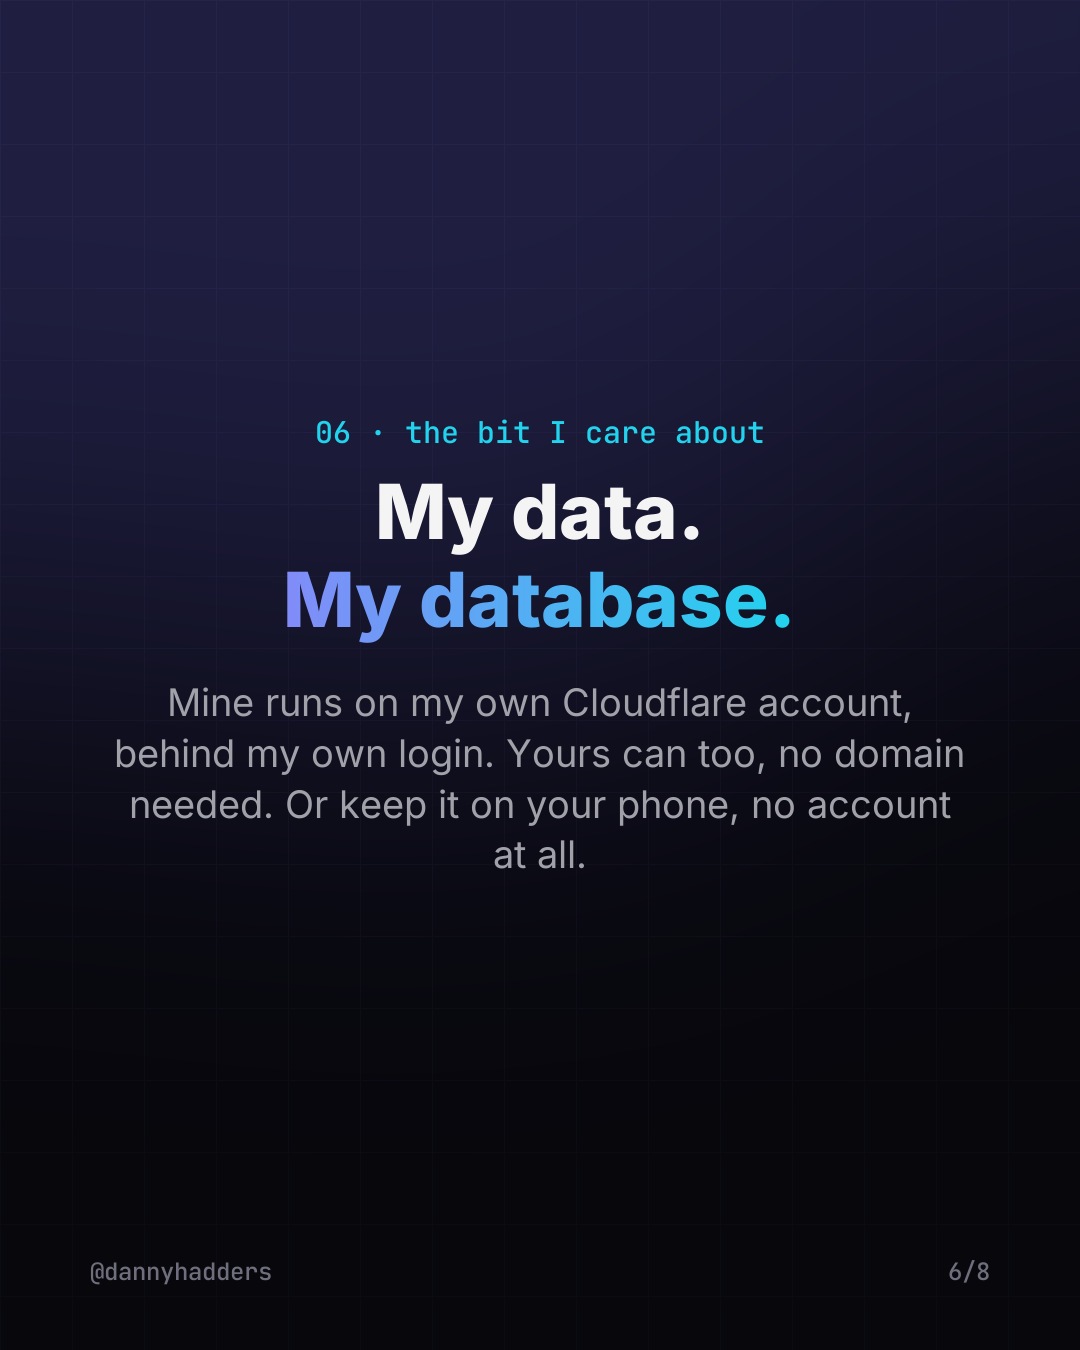 06 · the bit I care about
My data.
My database.
Mine runs on my own Cloudflare account,
behind my own login. Yours can too, no domain
needed. Or keep it on your phone, no account
at all.
@dannyhadders
6/8